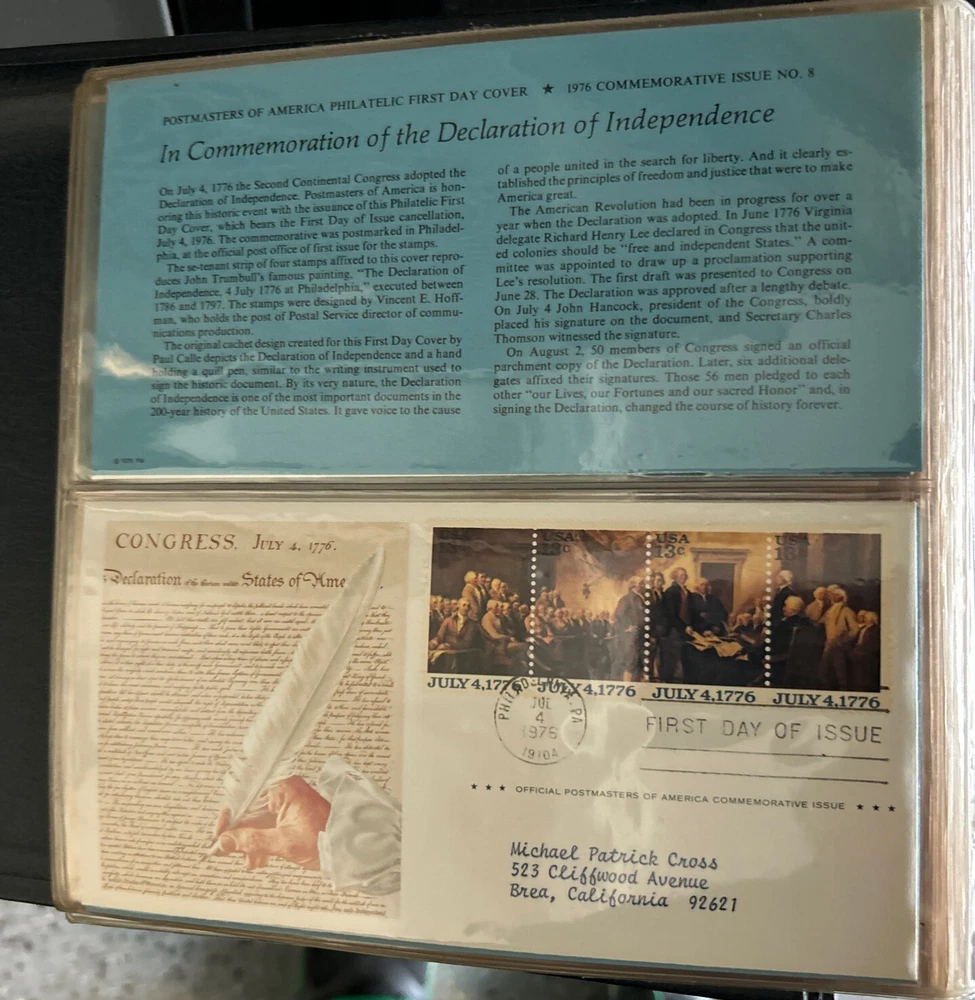 POSTMASTERS OF AMERICA PHILATELIC FIRST DAY COVER ★ 1976 COMMEMORATIVE ISSUE NO. 8
In Commemoration of the Declaration of Independence
On July 4, 1776 the Second Continental Congress adopted the
Declaration of Independence. Postmasters of America is hon-
oring this historic event with the issuance of this Philatelic First
Day Cover, which bears the First Day of Issue cancellation,
July 4, 1976. The commemorative was postmarked in Philadel-
phia, at the official post office of first issue for the stamps.
The se-tenant strip of four stamps affixed to this cover repro-
duces John Trumbull's famous painting, "The Declaration of
Independence, 4 July 1776 at Philadelphia," executed between
1786 and 1797. The stamps were designed by Vincent E. Hoff-
man, who holds the post of Postal Service director of commu-
nications production.
The original cachet design created for this First Day Cover by
Paul Calle depicts the Declaration of Independence and a hand
holding a quill pen, similar to the writing instrument used to
sign the historic document. By its very nature, the Declaration
of Independence is one of the most important documents in the
200-year history of the United States. It gave voice to the cause
of a people united in the search for liberty. And it clearly es-
tablished the principles of freedom and justice that were to make
America great.
The American Revolution had been in progress for over a
year when the Declaration was adopted. In June 1776 Virginia
delegate Richard Henry Lee declared in Congress that the unit-
ed colonies should be "free and independent States." A com-
mittee was appointed to draw up a proclamation supporting
Lee's resolution. The first draft was presented to Congress on
June 28. The Declaration was approved after a lengthy debate.
On July 4 John Hancock, president of the Congress, boldly
placed his signature on the document, and Secretary Charles
Thomson witnessed the signature.
On August 2, 50 members of Congress signed an official
parchment copy of the Declaration. Later, six additional dele-
gates affixed their signatures. Those 56 men pledged to each
other "our Lives, our Fortunes and our sacred Honor" and, in
signing the Declaration, changed the course of history forever.
CONGRESS, JULY 4, 1776.
Declaration States of Ame
USA
13c
USA
13c
USA
JULY 4,1776 JULY 4,1776 JULY 4,1776 JULY 4,1776
PHILADELPHIA, PA
JUL
4
1976
19104
FIRST DAY OF ISSUE
★ ★ ★ OFFICIAL POSTMASTERS OF AMERICA COMMEMORATIVE ISSUE ★ ★ ★
Michael Patrick Cross
523 Cliffwood Avenue
Brea, California 92621